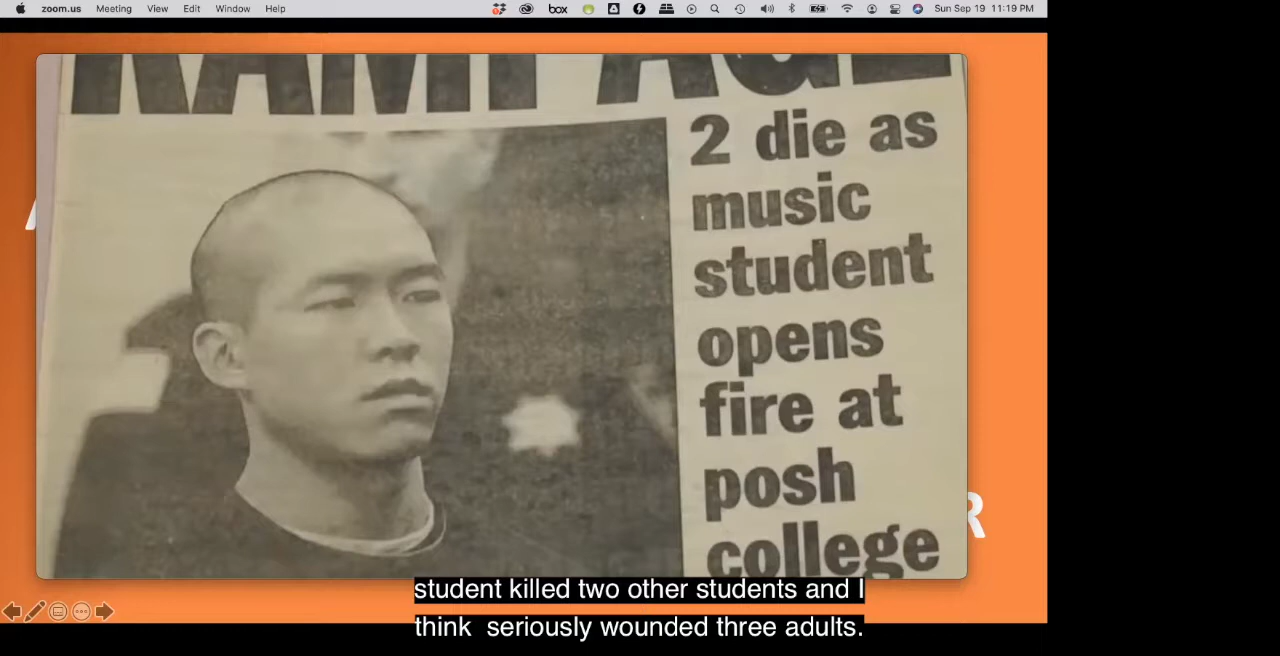 zoom.us Meeting View Edit Window Help box Sun Sep 19 11:19 PM
RAMPAGE
2 die as
music
student
opens
fire at
posh
college
R
student killed two other students and I
think seriously wounded three adults.